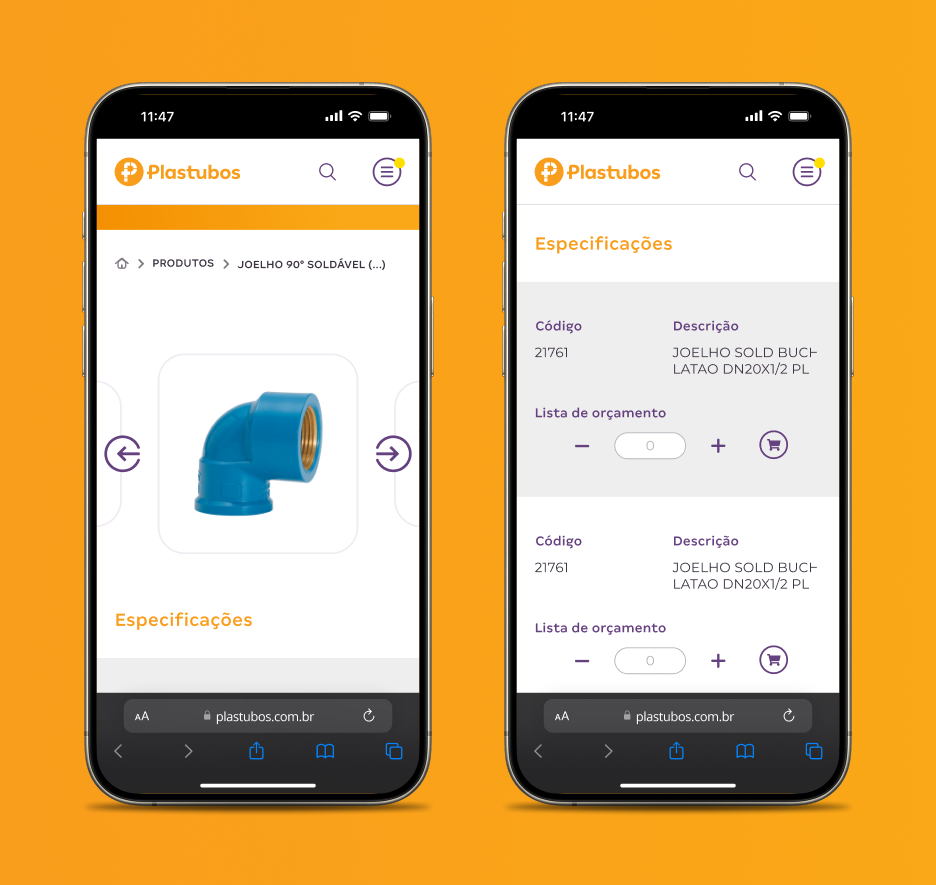 11:47
Plastubos
PRODUTOS
JOELHO 90° SOLDÁVEL (...)
Especificações
AA
plastubos.com.br
11:47
Plastubos
Especificações
Código
Descrição
21761
JOELHO SOLD BUCH
LATAO DN20X1/2 PL
Lista de orçamento
0
Código
Descrição
21761
JOELHO SOLD BUCH
LATAO DN20X1/2 PL
Lista de orçamento
0
AA
plastubos.com.br